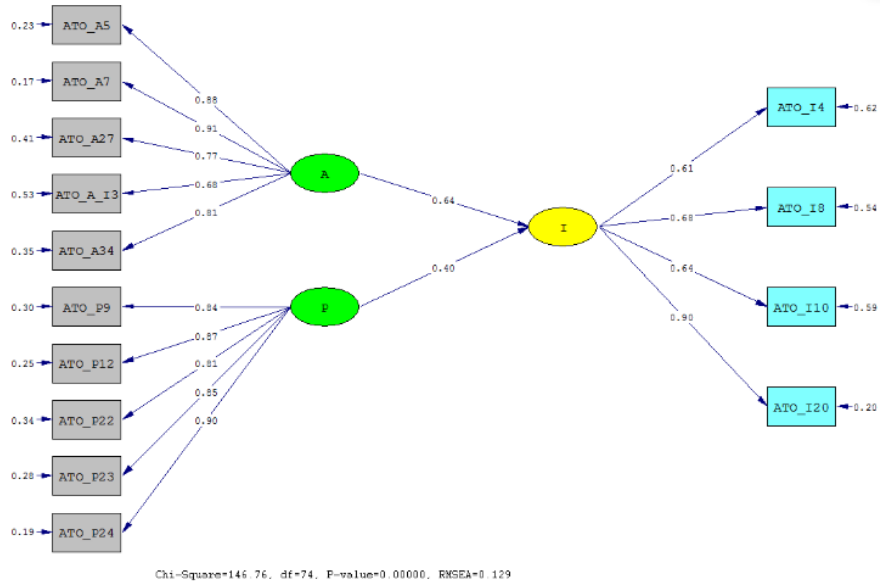 0.23 ATO_A5
0.17 ATO_A7
0.41 ATO_A27
0.53 ATO_A_I3
0.35 ATO_A34
0.30 ATO_P9
0.25 ATO_P12
0.34 ATO_P22
0.28 ATO_P23
0.19 ATO_P24
0.88
0.91
0.77
0.68
0.81
0.84
0.87
0.81
0.85
0.90
A
P
0.64
0.40
I
0.61
0.68
0.64
0.90
ATO_I4 0.62
ATO_I8 0.54
ATO_I10 0.59
ATO_I20 0.20
Chi-Square=146.76, df=74, P-value=0.00000, RMSEA=0.129